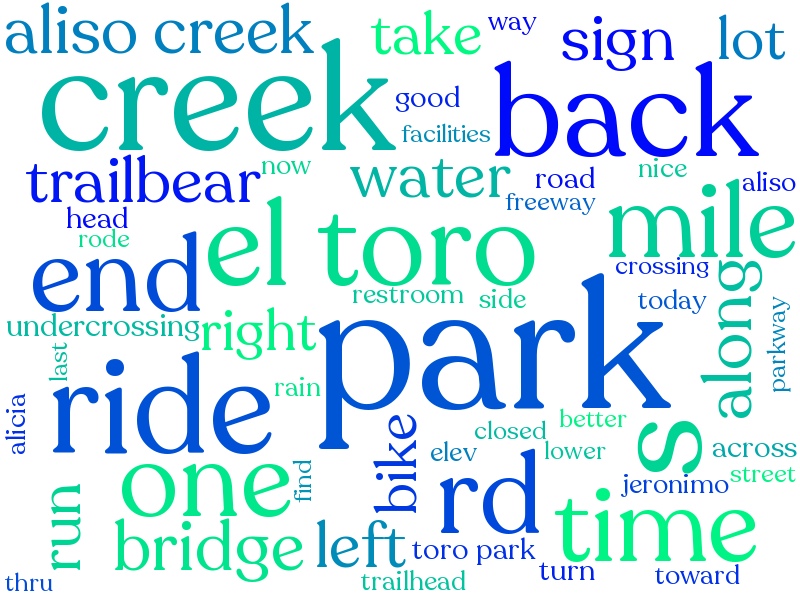 aliso creek
take
way
sign
lot
creek
good
back
facilities
trailbear
now
water
road
nice
aliso
freeway
head
rode
el toro
mile
end
crossing
along
restroom
side
today
parkway
undercrossing
right
park
last
ride
rain
alicia
better
closed
s
across
bike
elev
lower
one
find
rd
jeronimo
street
run
time
bridge
left
toro park
turn
toward
thru
trailhead